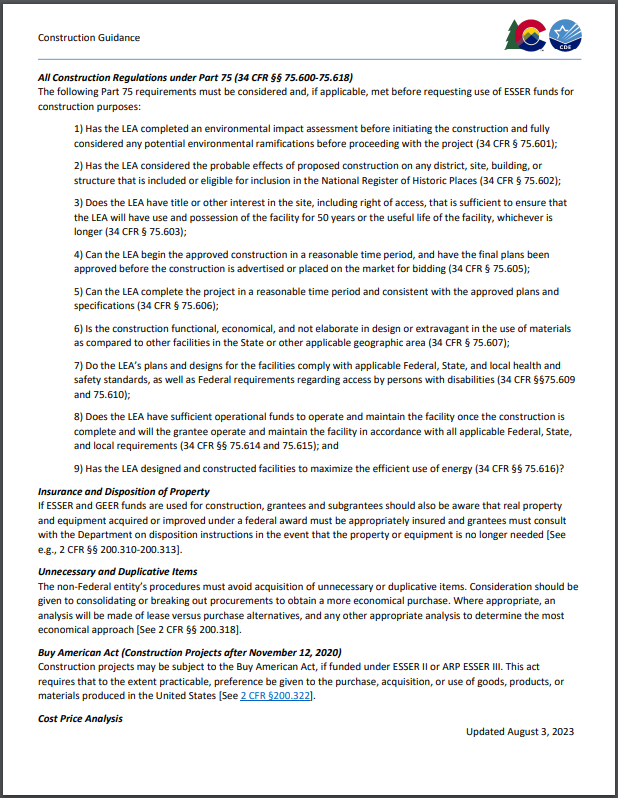 Construction Guidance
C
CDE
All Construction Regulations under Part 75 (34 CFR §§ 75.600-75.618)
The following Part 75 requirements must be considered and, if applicable, met before requesting use of ESSER funds for
construction purposes:
1) Has the LEA completed an environmental impact assessment before initiating the construction and fully
considered any potential environmental ramifications before proceeding with the project (34 CFR § 75.601);
2) Has the LEA considered the probable effects of proposed construction on any district, site, building, or
structure that is included or eligible for inclusion in the National Register of Historic Places (34 CFR § 75.602);
3) Does the LEA have title or other interest in the site, including right of access, that is sufficient to ensure that
the LEA will have use and possession of the facility for 50 years or the useful life of the facility, whichever is
longer (34 CFR § 75.603);
4) Can the LEA begin the approved construction in a reasonable time period, and have the final plans been
approved before the construction is advertised or placed on the market for bidding (34 CFR § 75.605);
5) Can the LEA complete the project in a reasonable time period and consistent with the approved plans and
specifications (34 CFR § 75.606);
6) Is the construction functional, economical, and not elaborate in design or extravagant in the use of materials
as compared to other facilities in the State or other applicable geographic area (34 CFR § 75.607);
7) Do the LEA's plans and designs for the facilities comply with applicable Federal, State, and local health and
safety standards, as well as Federal requirements regarding access by persons with disabilities (34 CFR §§75.609
and 75.610);
8) Does the LEA have sufficient operational funds to operate and maintain the facility once the construction is
complete and will the grantee operate and maintain the facility in accordance with all applicable Federal, State,
and local requirements (34 CFR §§ 75.614 and 75.615); and
9) Has the LEA designed and constructed facilities to maximize the efficient use of energy (34 CFR §§ 75.616)?
Insurance and Disposition of Property
If ESSER and GEER funds are used for construction, grantees and subgrantees should also be aware that real property
and equipment acquired or improved under a federal award must be appropriately insured and grantees must consult
with the Department on disposition instructions in the event that the property or equipment is no longer needed [See
e.g., 2 CFR §§ 200.310-200.313].
Unnecessary and Duplicative Items
The non-Federal entity's procedures must avoid acquisition of unnecessary or duplicative items. Consideration should be
given to consolidating or breaking out procurements to obtain a more economical purchase. Where appropriate, an
analysis will be made of lease versus purchase alternatives, and any other appropriate analysis to determine the most
economical approach [See 2 CFR §§ 200.318].
Buy American Act (Construction Projects after November 12, 2020)
Construction projects may be subject to the Buy American Act, if funded under ESSER II or ARP ESSER III. This act
requires that to the extent practicable, preference be given to the purchase, acquisition, or use of goods, products, or
materials produced in the United States [See 2 CFR §200.322].
Cost Price Analysis
Updated August 3, 2023